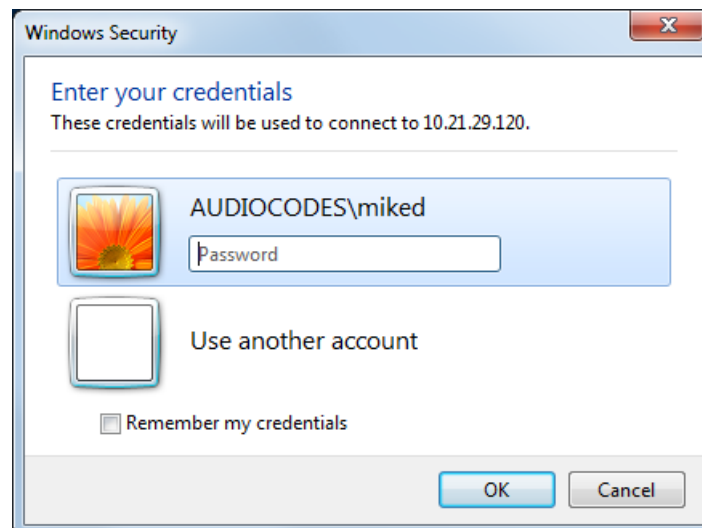 Windows Security
Enter your credentials
These credentials will be used to connect to 10.21.29.120.
AUDIOCODES\miked
Password
Use another account
Remember my credentials
OK
Cancel